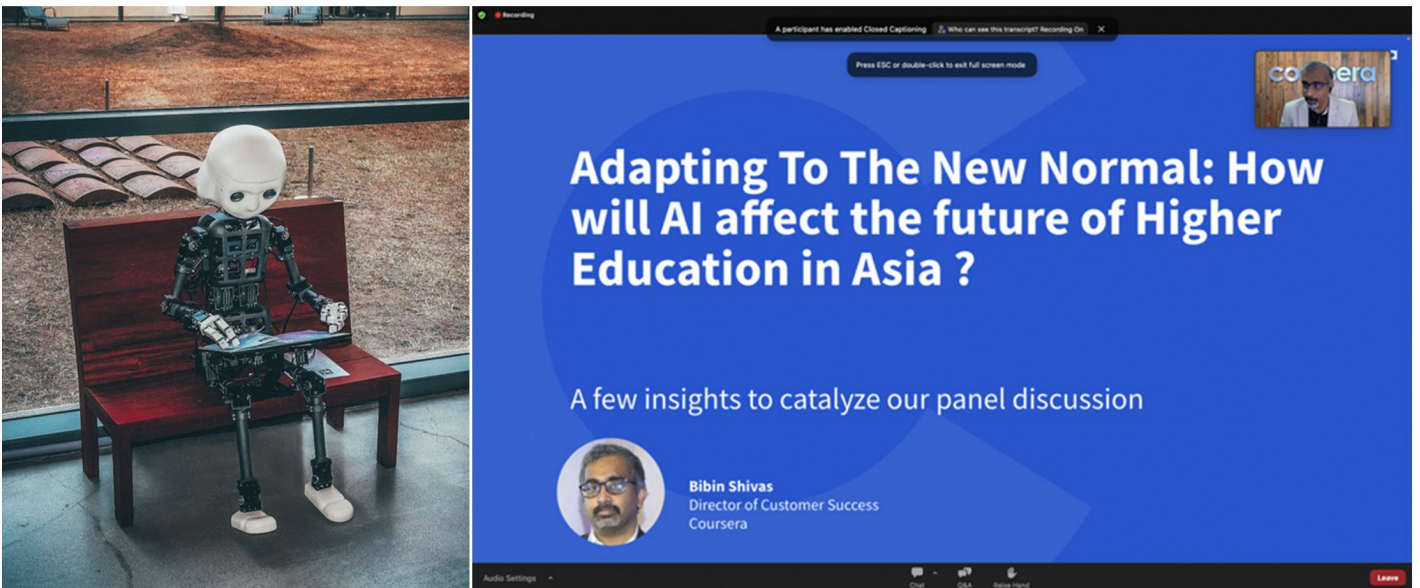 Recording
A participant has enabled Closed Captioning
Who can see this transcript? Recording On
Press ESC or double-click to exit full screen mode
Adapting To The New Normal: How
will AI affect the future of Higher
Education in Asia ?
A few insights to catalyze our panel discussion
Bibin Shivas
Director of Customer Success
Coursera
Audio Settings
Chat
Q&A
Raise Hand
Leave